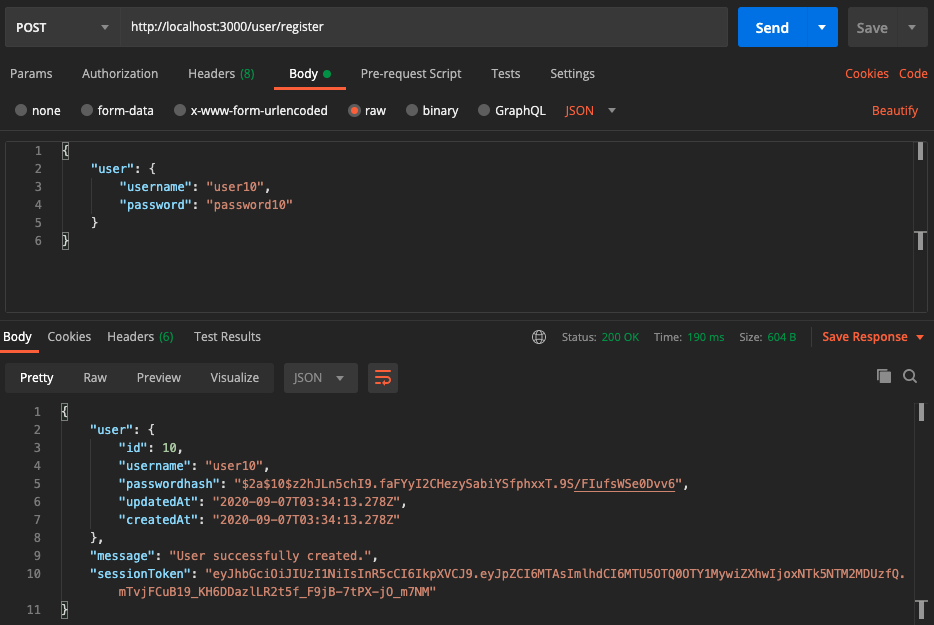 POST http://localhost:3000/user/register Send Save
Params Authorization Headers (8) Body Pre-request Script Tests Settings Cookies Code
none form-data x-www-form-urlencoded raw binary GraphQL JSON Beautify
1 {
2 "user": {
3 "username": "user10",
4 "password": "password10"
5 }
6 }
Body Cookies Headers (6) Test Results Status: 200 OK Time: 190 ms Size: 604 B Save Response
Pretty Raw Preview Visualize JSON
1 {
2 "user": {
3 "id": 10,
4 "username": "user10",
5 "passwordhash": "$2a$10$z2hJLn5chI9.faFYyI2CHezySabiYSfphxxT.9S/FIufsWSe0Dvv6",
6 "updatedAt": "2020-09-07T03:34:13.278Z",
7 "createdAt": "2020-09-07T03:34:13.278Z"
8 },
9 "message": "User successfully created.",
10 "sessionToken": "eyJhbGciOiJIUzI1NiIsInR5cCI6IkpXVCJ9.eyJpZCI6MTAsImlhdCI6MTU5OTQ0OTY1MywiZXhwIjoxNTk5NTM2MDUzfQ.
mTvjFCuB19_KH6DDazlLR2t5f_F9jB-7tPX-jO_m7NM"
11 }